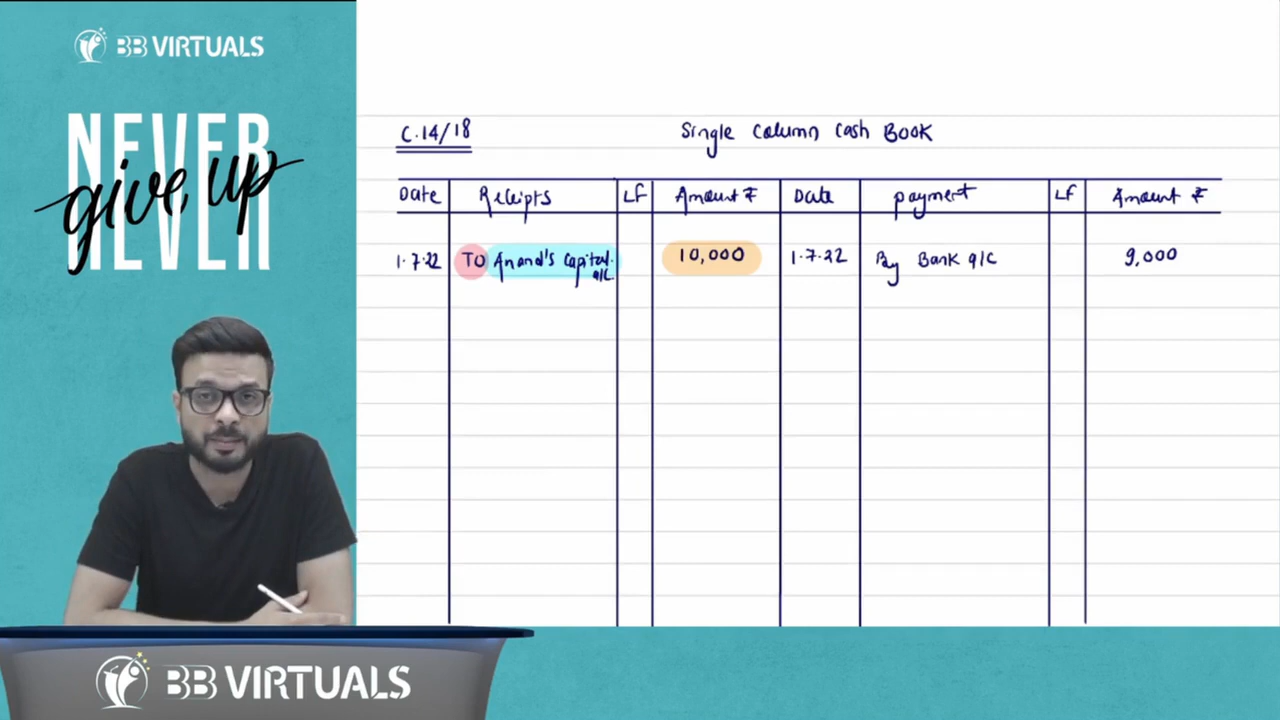 BB VIRTUALS
NEVER
give up
NEVER
C.14/18 Single Column Cash Book
Date Receipts LF Amount ₹ Date payment LF Amount ₹
1.7.22 TO Anand's Capital a/c 10,000 1.7.22 By Bank a/c 9,000
BB VIRTUALS